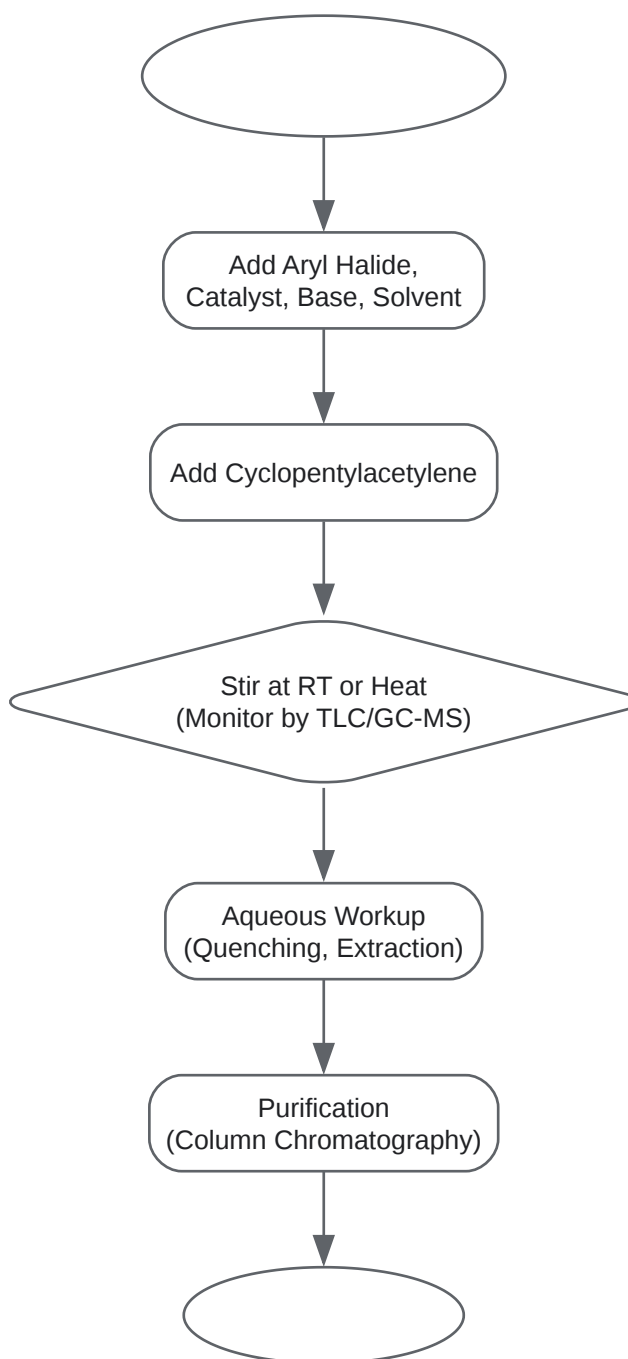 Add Aryl Halide,
Catalyst, Base, Solvent
Add Cyclopentylacetylene
Stir at RT or Heat
(Monitor by TLC/GC-MS)
Aqueous Workup
(Quenching, Extraction)
Purification
(Column Chromatography)